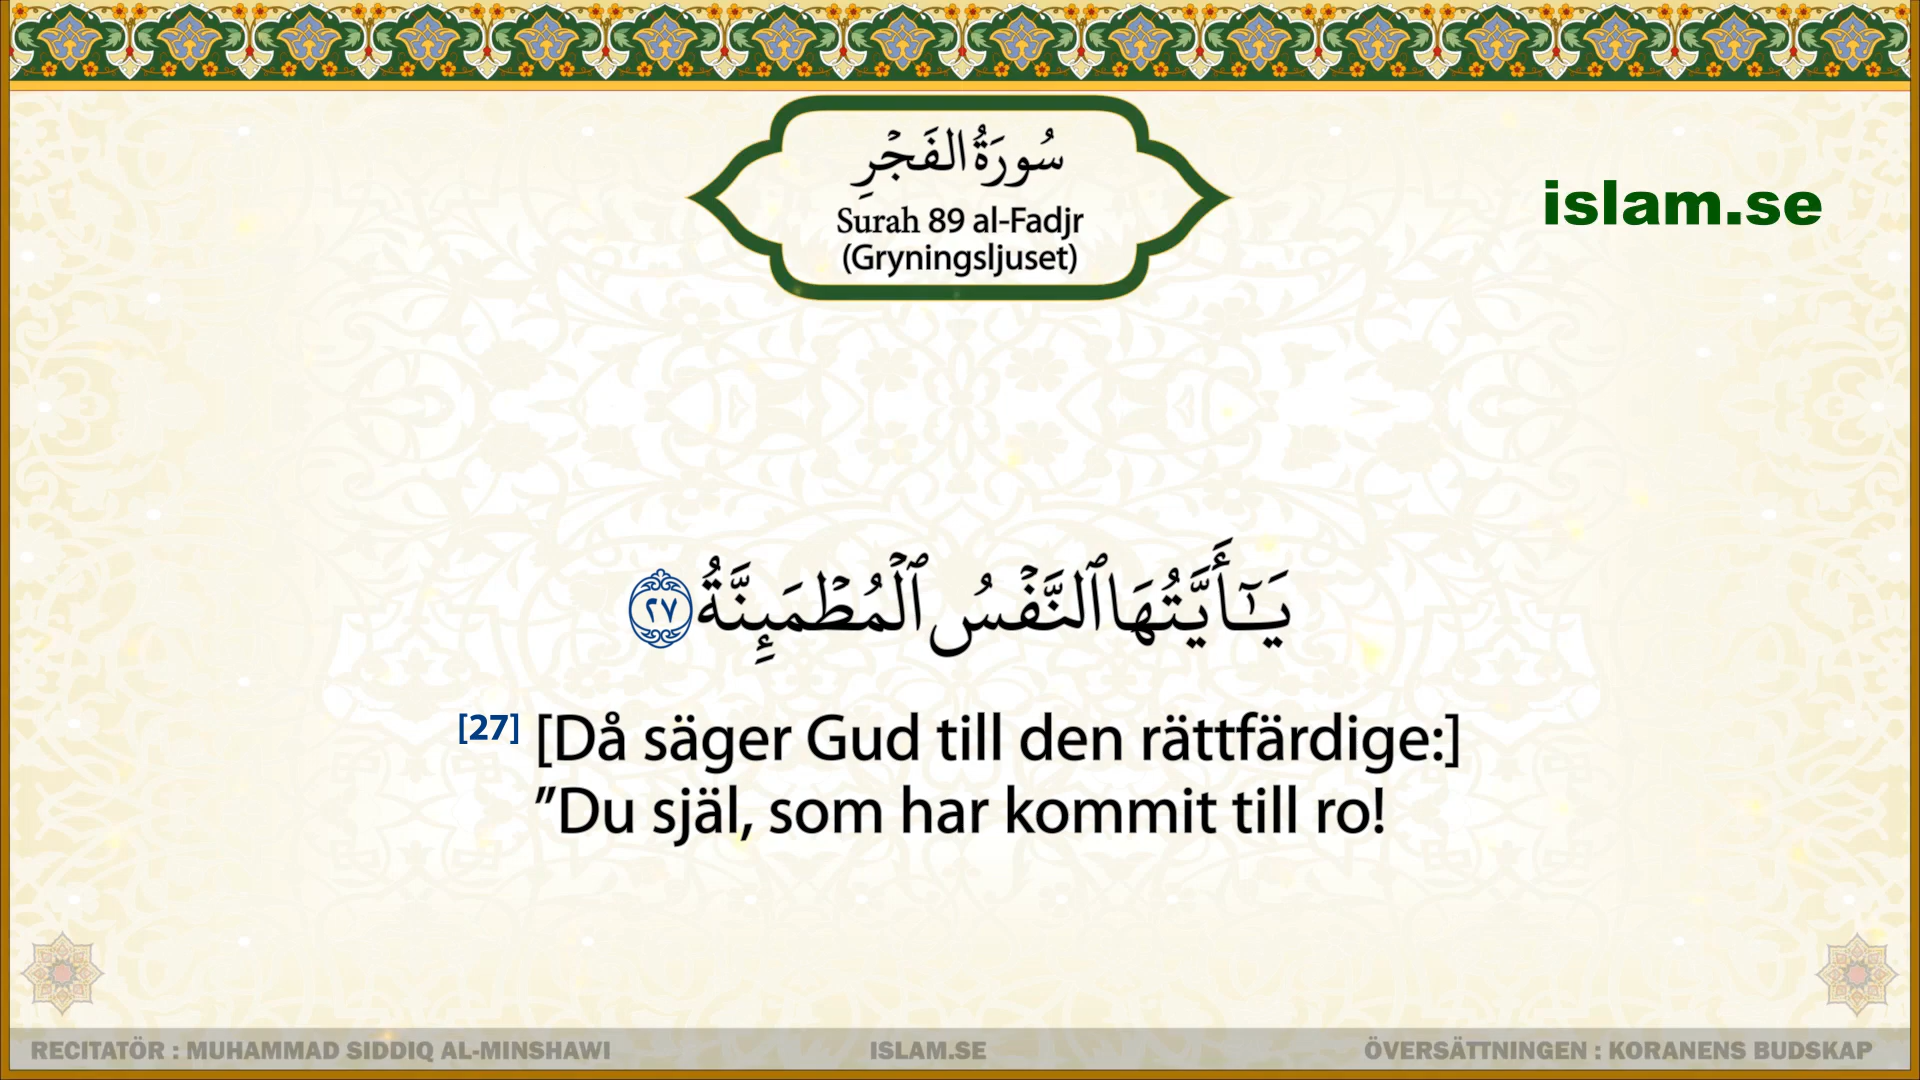 سُورَةُ الفَجْرِ
Surah 89 al-Fadjr
(Gryningsljuset)
islam.se
يَـٰٓأَيَّتُهَا ٱلنَّفْسُ ٱلْمُطْمَئِنَّةُ ٢٧
[27] [Då säger Gud till den rättfärdige:]
”Du själ, som har kommit till ro!
RECITATÖR : MUHAMMAD SIDDIQ AL-MINSHAWI
ISLAM.SE
ÖVERSÄTTNINGEN : KORANENS BUDSKAP